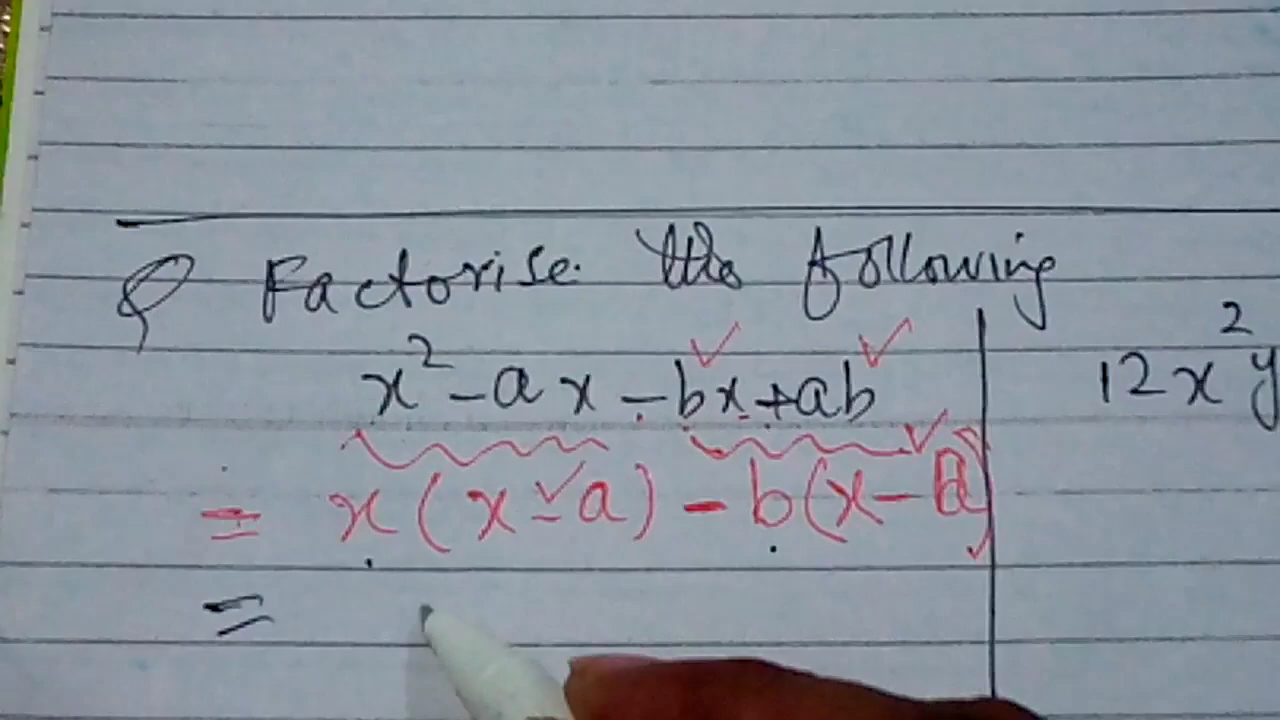 Q Factorise the following
x² - ax - bx + ab
= x(x - a) - b(x - a)
=
12x²y